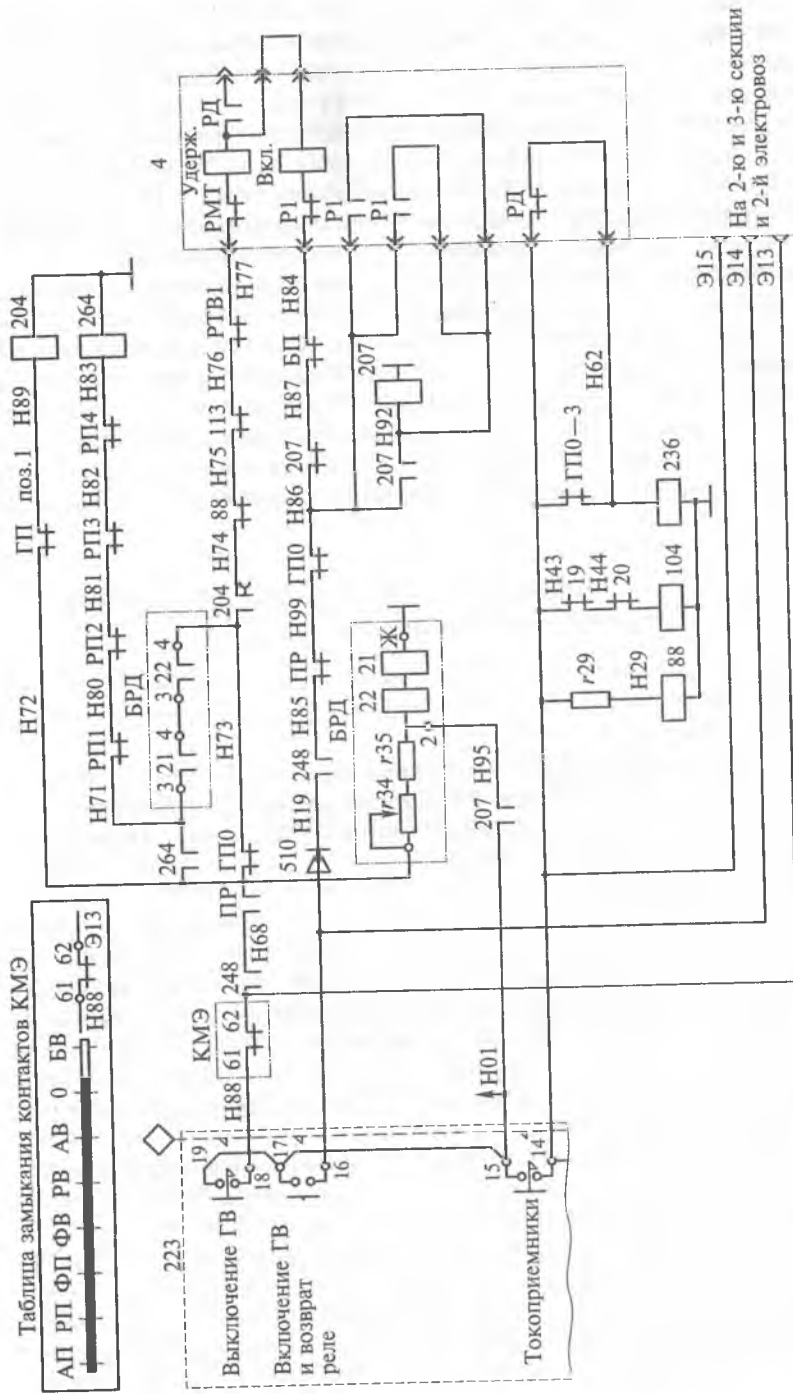 Таблица замыкания контактов КМЭ
АП РП ФП ФВ РВ АВ 0 БВ
61 62
Н88 Э13
Н72
ГП поз.1 Н89 204
Н71 РП1 Н80 РП2 Н81 РП3 Н82 РП4 Н83 264
БРД
264 3 21 4 3 22 4
Н73
223
19
Выключение ГВ
18
Н88
КМЭ
61 62
248
Н68
ПР ГП0
204 Н74 88 Н75 113 Н76 РТВ1 Н77
4
Удерж.
РМТ РД
Вкл.
17
Включение ГВ
и возврат
реле
16
510 Н19 248 Н85 ПР Н99 ГП0 Н86 207 Н87 БП Н84
Р1
Р1
Р1
БРД
r34 r35 22 21 Ж
2
207 Н92
207
Н01
207 Н95
15
Токоприемники
14
РД
r29
Н29
88
Н43
19
Н44
20
104
ГП0–3
Н62
236
Э15
Э14
Э13
На 2-ю и 3-ю секции
и 2-й электровоз